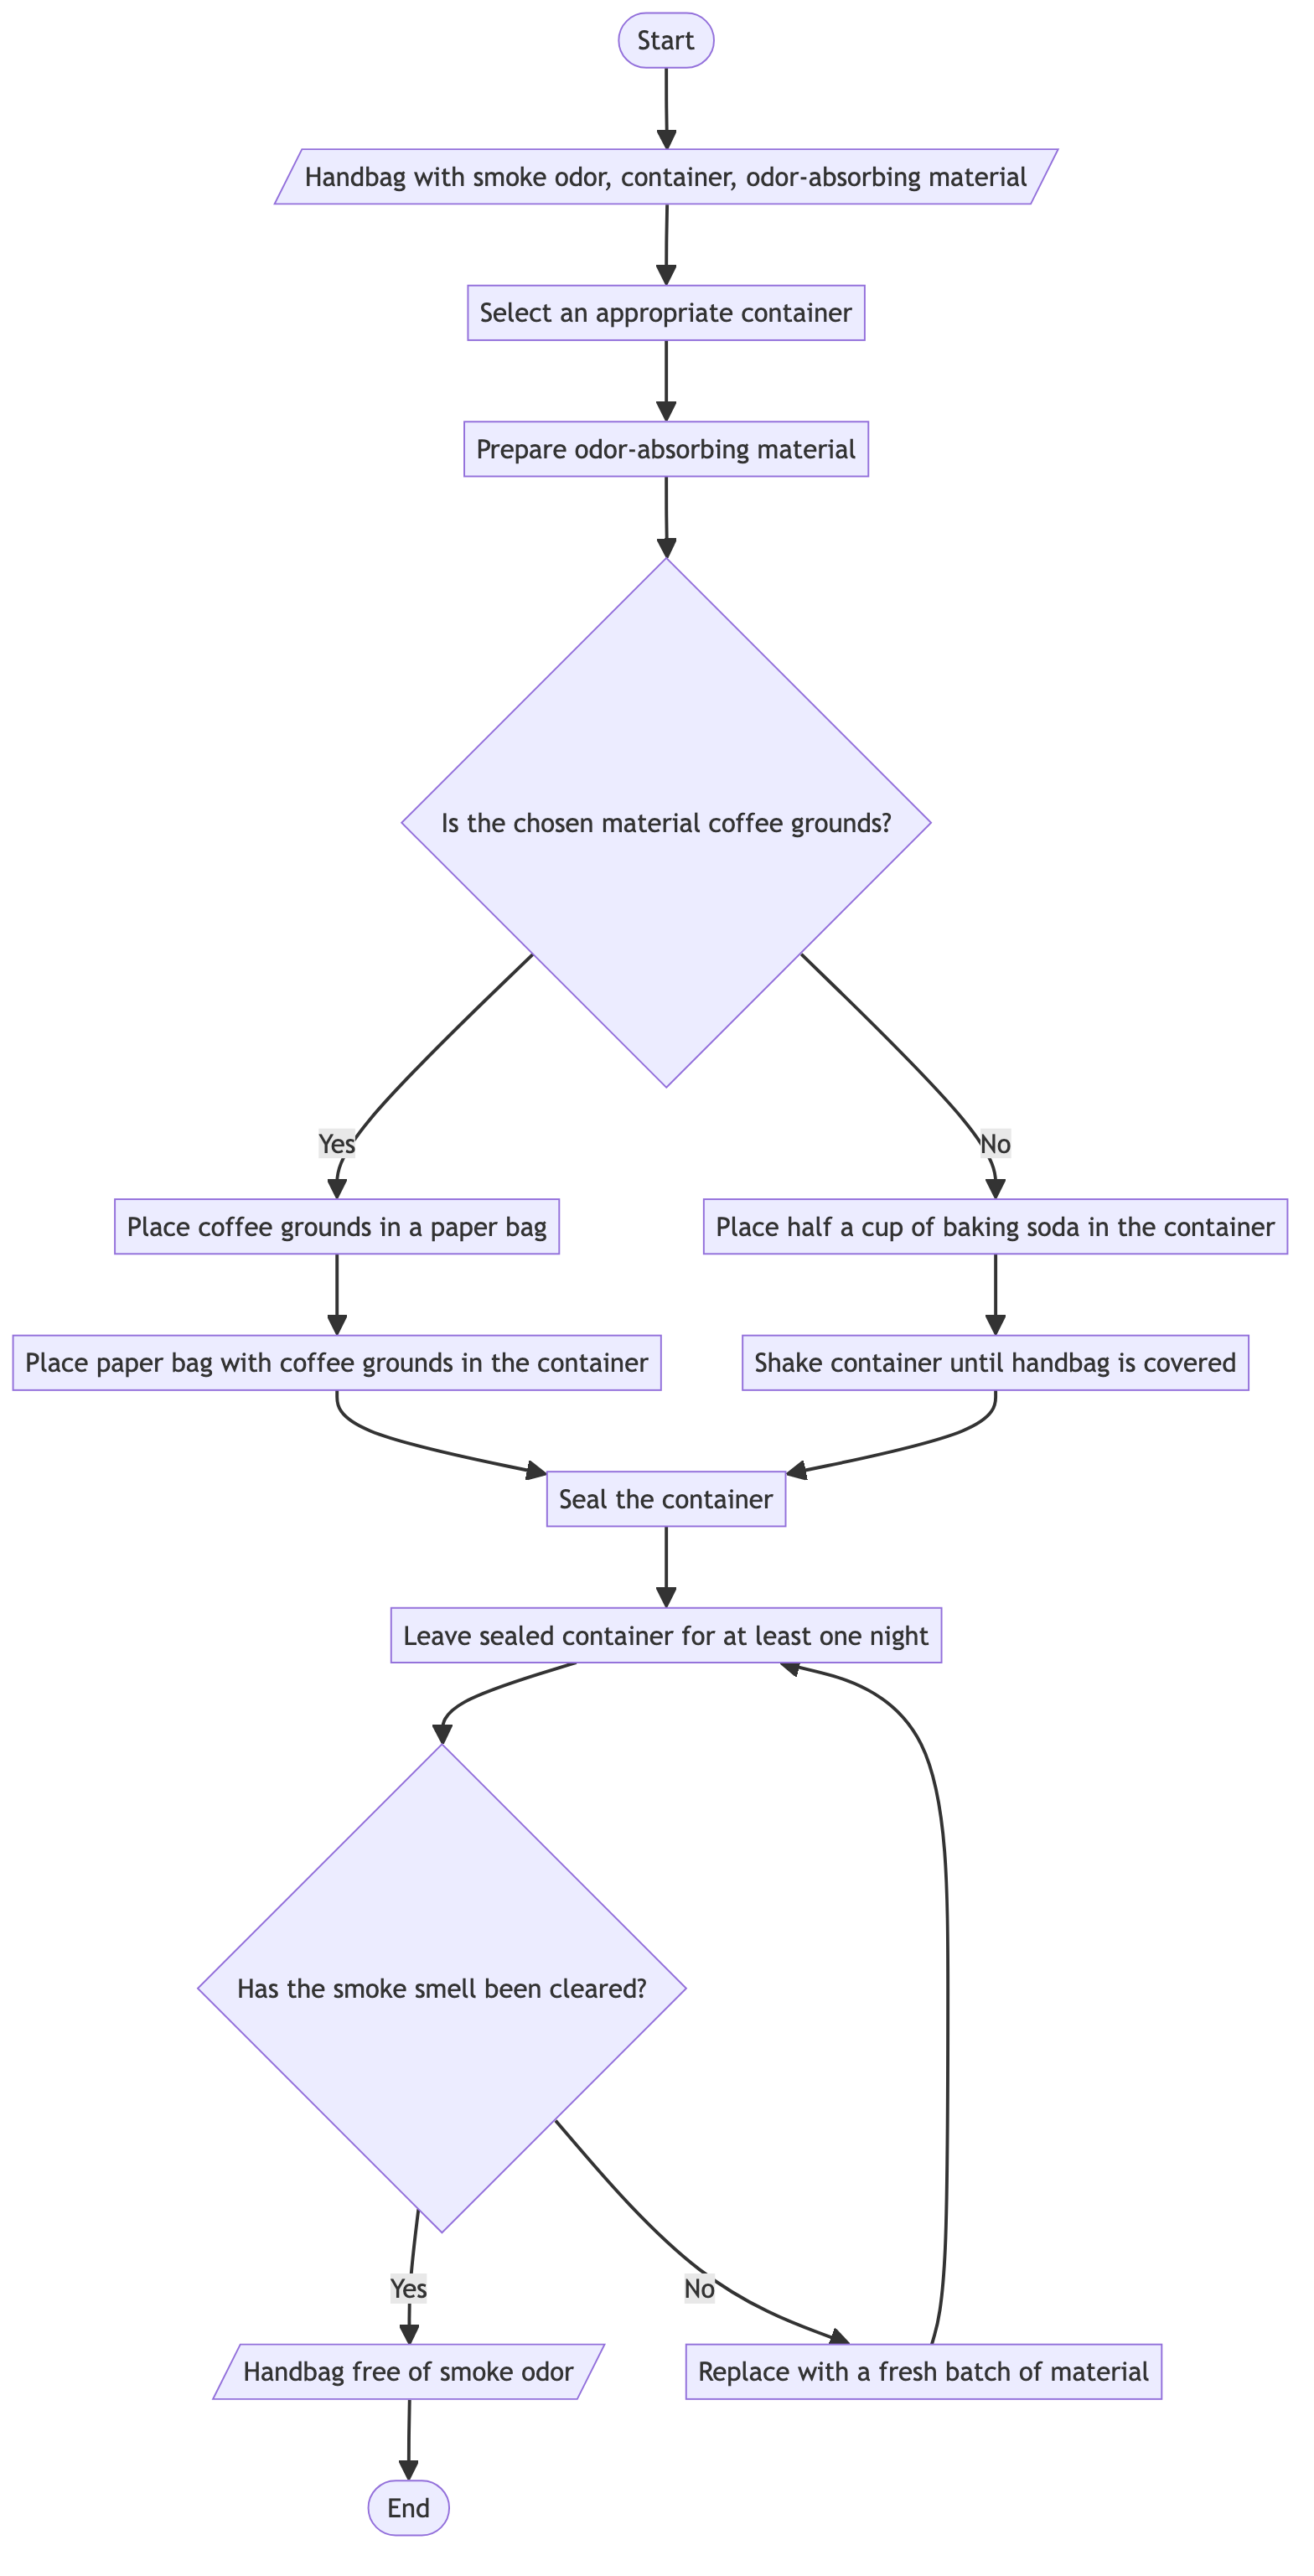 Start
Handbag with smoke odor, container, odor-absorbing material
Select an appropriate container
Prepare odor-absorbing material
Is the chosen material coffee grounds?
Yes
No
Place coffee grounds in a paper bag
Place half a cup of baking soda in the container
Place paper bag with coffee grounds in the container
Shake container until handbag is covered
Seal the container
Leave sealed container for at least one night
Has the smoke smell been cleared?
Yes
No
Handbag free of smoke odor
Replace with a fresh batch of material
End